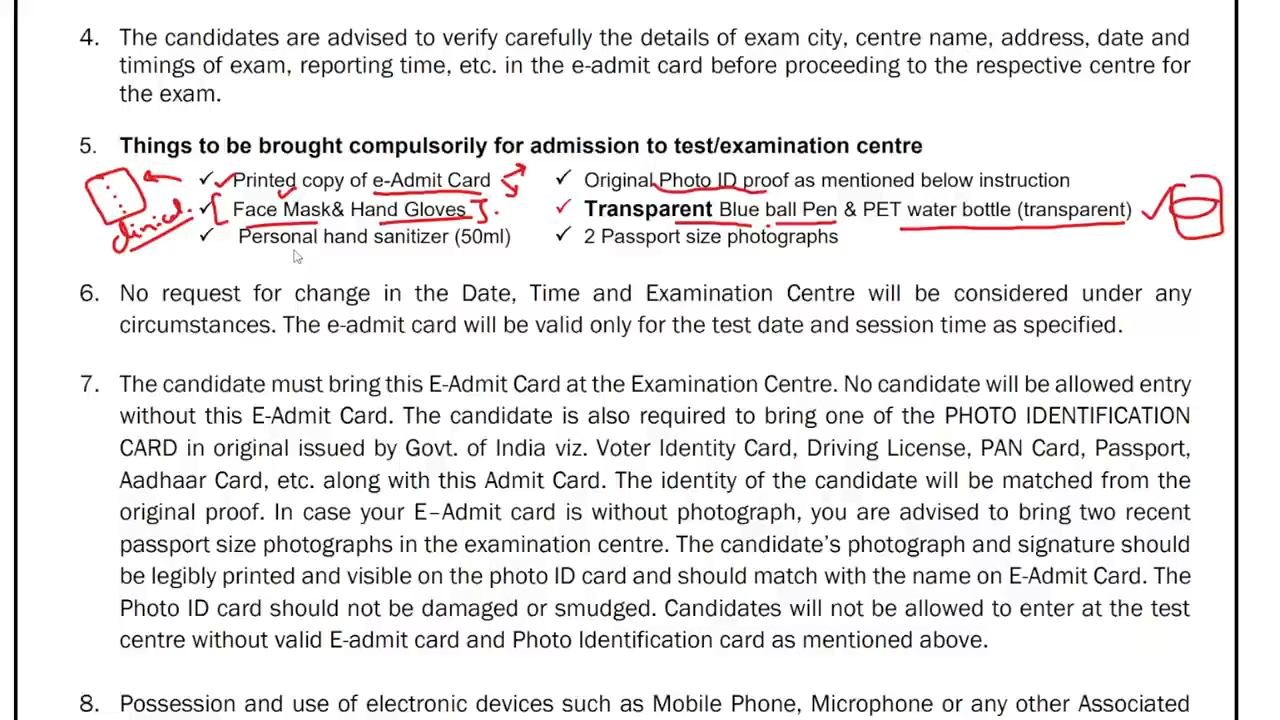 4. The candidates are advised to verify carefully the details of exam city, centre name, address, date and
timings of exam, reporting time, etc. in the e-admit card before proceeding to the respective centre for
the exam.
5. Things to be brought compulsorily for admission to test/examination centre
✓ Printed copy of e-Admit Card ✓ Original Photo ID proof as mentioned below instruction
✓ Face Mask& Hand Gloves ✓ Transparent Blue ball Pen & PET water bottle (transparent)
clinical
✓ Personal hand sanitizer (50ml) ✓ 2 Passport size photographs
6. No request for change in the Date, Time and Examination Centre will be considered under any
circumstances. The e-admit card will be valid only for the test date and session time as specified.
7. The candidate must bring this E-Admit Card at the Examination Centre. No candidate will be allowed entry
without this E-Admit Card. The candidate is also required to bring one of the PHOTO IDENTIFICATION
CARD in original issued by Govt. of India viz. Voter Identity Card, Driving License, PAN Card, Passport,
Aadhaar Card, etc. along with this Admit Card. The identity of the candidate will be matched from the
original proof. In case your E–Admit card is without photograph, you are advised to bring two recent
passport size photographs in the examination centre. The candidate’s photograph and signature should
be legibly printed and visible on the photo ID card and should match with the name on E-Admit Card. The
Photo ID card should not be damaged or smudged. Candidates will not be allowed to enter at the test
centre without valid E-admit card and Photo Identification card as mentioned above.
8. Possession and use of electronic devices such as Mobile Phone, Microphone or any other Associated